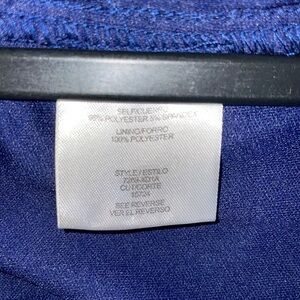 SELF/CUERPO
95% POLYESTER 5% SPANDEX
LINING/FORRO
100% POLYESTER
STYLE / ESTILO
CUT/CORTE
15724
SEE REVERSE
VER EL REVERSO